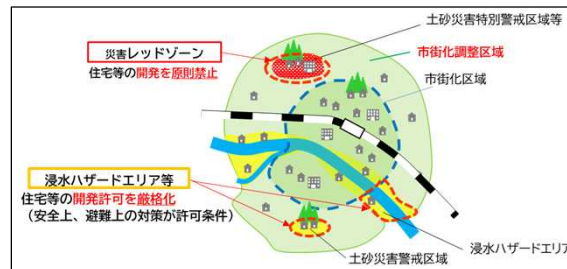 土砂災害特別警戒区域等
災害レッドゾーン
住宅等の開発を原則禁止
市街化調整区域
市街化区域
浸水ハザードエリア等
住宅等の開発許可を厳格化
（安全上、避難上の対策が許可条件）
浸水ハザードエリア
土砂災害警戒区域